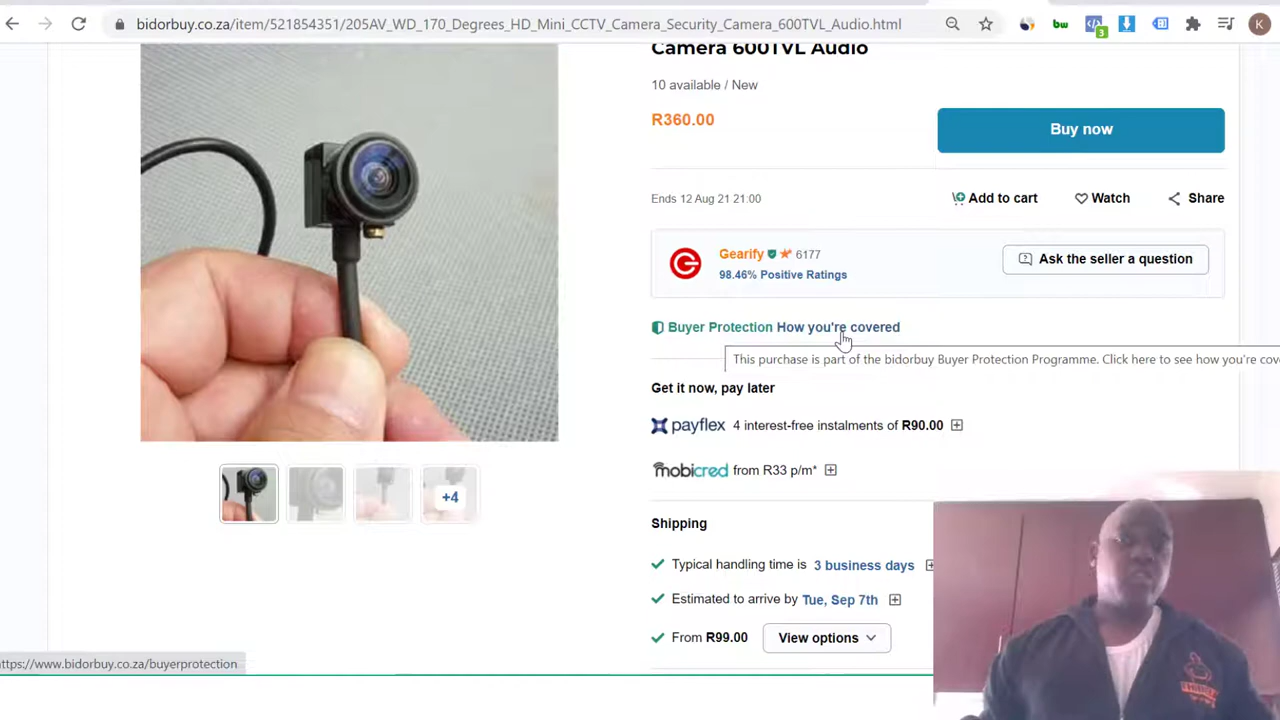 bidorbuy.co.za/item/521854351/205AV_WD_170_Degrees_HD_Mini_CCTV_Camera_Security_Camera_600TVL_Audio.html
bw
3
K
Camera 600TVL Audio
10 available / New
R360.00
Buy now
Ends 12 Aug 21 21:00
Add to cart
Watch
Share
Gearify 6177
98.46% Positive Ratings
Ask the seller a question
Buyer Protection How you're covered
This purchase is part of the bidorbuy Buyer Protection Programme. Click here to see how you're cov
Get it now, pay later
payflex 4 interest-free instalments of R90.00
mobicred from R33 p/m*
+4
Shipping
Typical handling time is 3 business days
Estimated to arrive by Tue, Sep 7th
From R99.00 View options
https://www.bidorbuy.co.za/buyerprotection